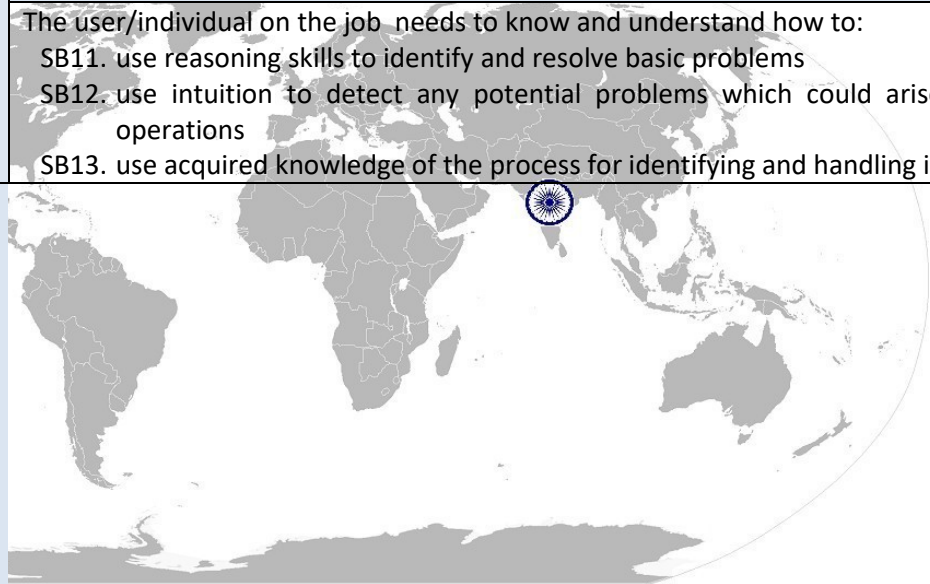 The user/individual on the job needs to know and understand how to:
SB11. use reasoning skills to identify and resolve basic problems
SB12. use intuition to detect any potential problems which could
operations
SB13. use acquired knowledge of the process for identifying and handling